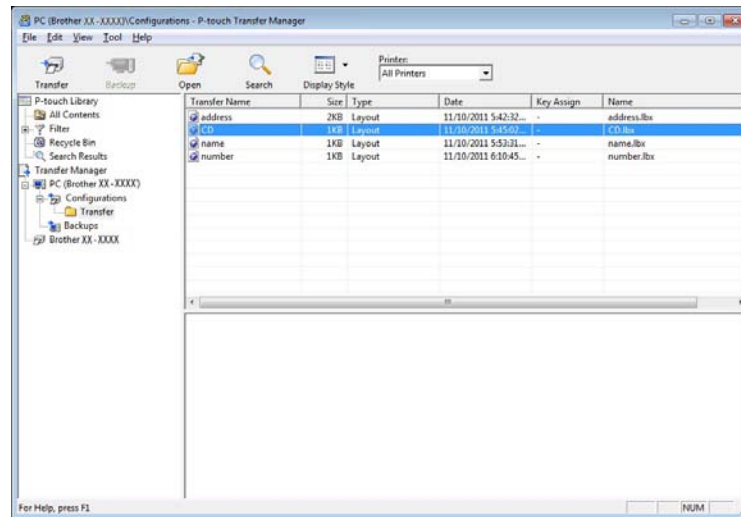 PC (Brother XX-XXXX)\Configurations - P-touch Transfer Manager
File Edit View Tool Help
Printer:
All Printers
Transfer Backup Open Search Display Style
P-touch Library
All Contents
Filter
Recycle Bin
Search Results
Transfer Manager
PC (Brother XX-XXXX)
Configurations
Transfer
Backups
Brother XX-XXXX
Transfer Name Size Type Date Key Assign Name
address 2KB Layout 11/10/2011 5:42:32... - address.lbx
CD 1KB Layout 11/10/2011 5:45:02... - CD.lbx
name 1KB Layout 11/10/2011 5:53:31... - name.lbx
number 1KB Layout 11/10/2011 6:10:45... - number.lbx
For Help, press F1
NUM